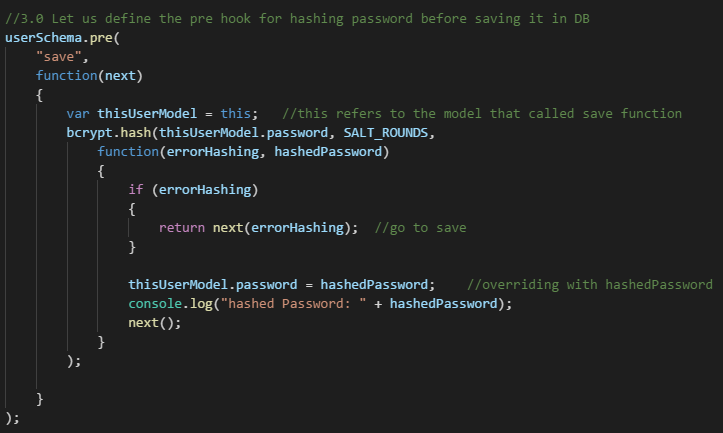 //3.0 Let us define the pre hook for hashing password before saving it in DB
userSchema.pre(
    "save",
    function(next)
    {
        var thisUserModel = this;   //this refers to the model that called save function
        bcrypt.hash(thisUserModel.password, SALT_ROUNDS,
            function(errorHashing, hashedPassword)
            {
                if (errorHashing)
                {
                    return next(errorHashing);  //go to save
                }

                thisUserModel.password = hashedPassword;    //overriding with hashedPassword
                console.log("hashed Password: " + hashedPassword);
                next();
            }
        );

    }
);